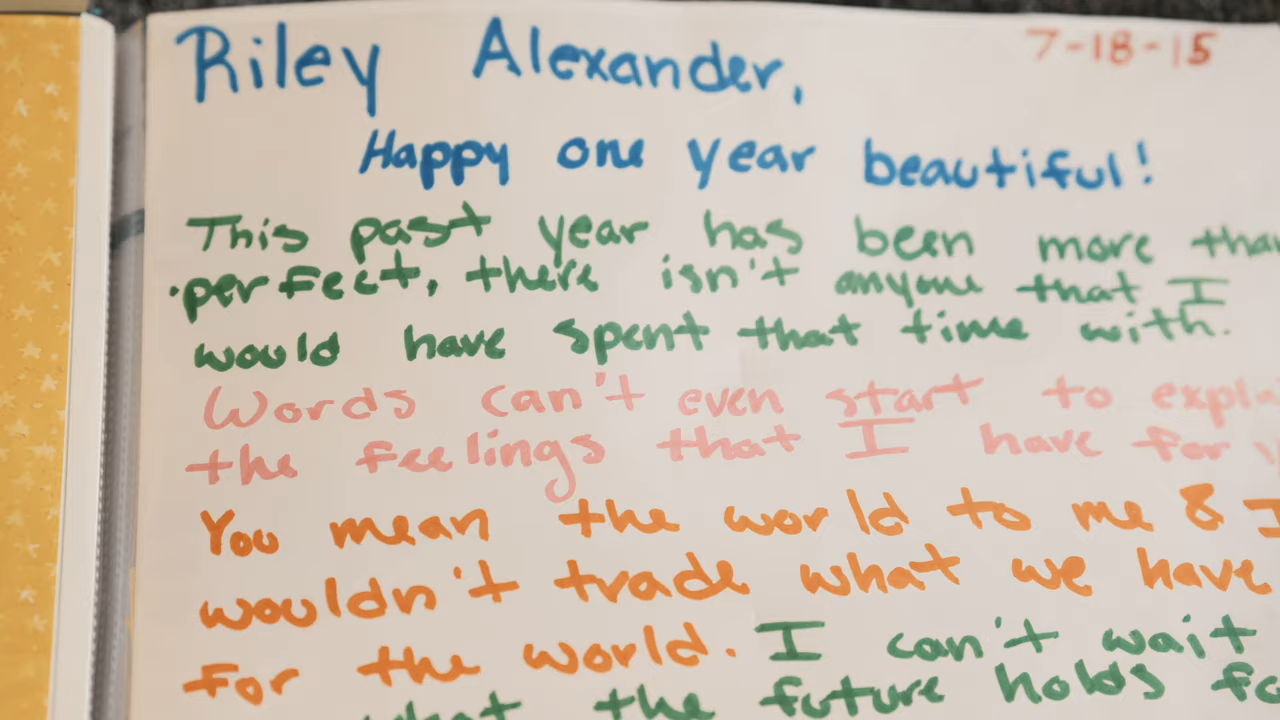 7-18-15
Riley Alexander,
Happy one year beautiful!
This past year has been more than
perfect, there isn't anyone that I
would have spent that time with.
Words can't even start to
the feelings that I have for
You mean the world to me & I
wouldn't trade what we have
for the world. I can't wait
what the future holds